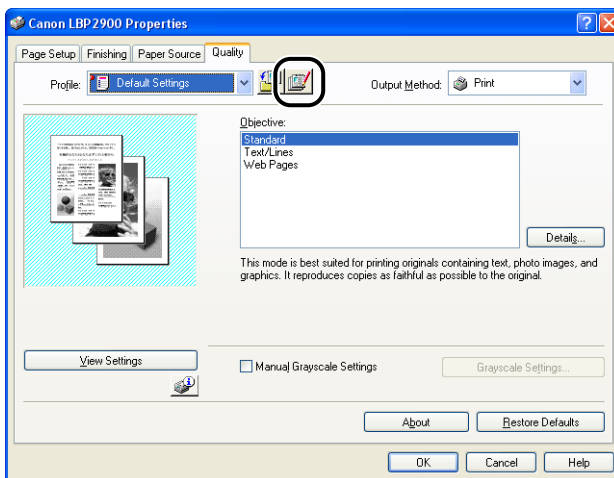 Canon LBP2900 Properties
Page Setup Finishing Paper Source Quality
Profile: Default Settings Output Method: Print
Objective:
Standard
Text/Lines
Web Pages
Details...
This mode is best suited for printing originals containing text, photo images, and
graphics. It reproduces copies as faithful as possible to the original.
View Settings
Manual Grayscale Settings Grayscale Settings...
About Restore Defaults
OK Cancel Help